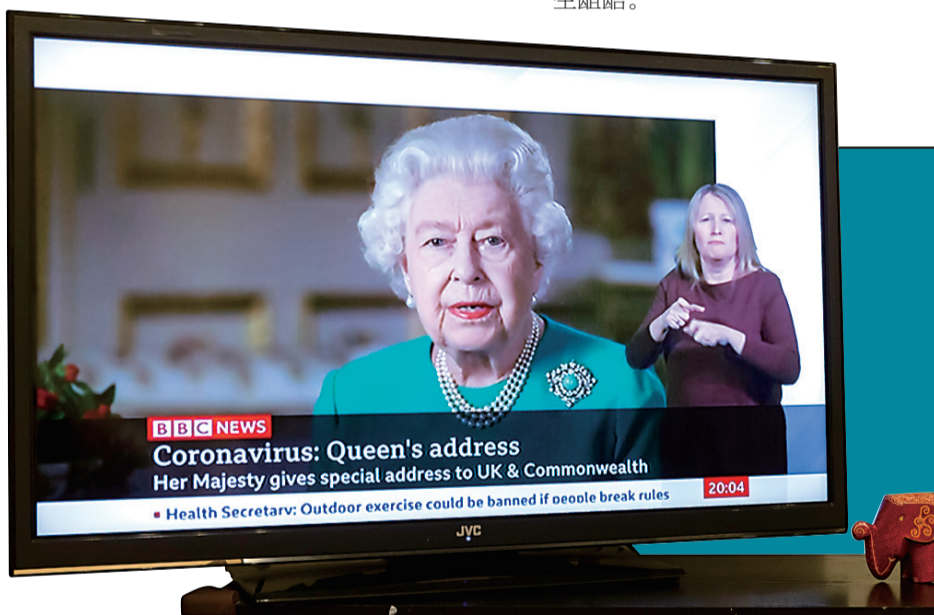 BBC NEWS
Coronavirus: Queen's address
Her Majesty gives special address to UK & Commonwealth
▪ Health Secretary: Outdoor exercise could be banned if people break rules
20:04
JVC